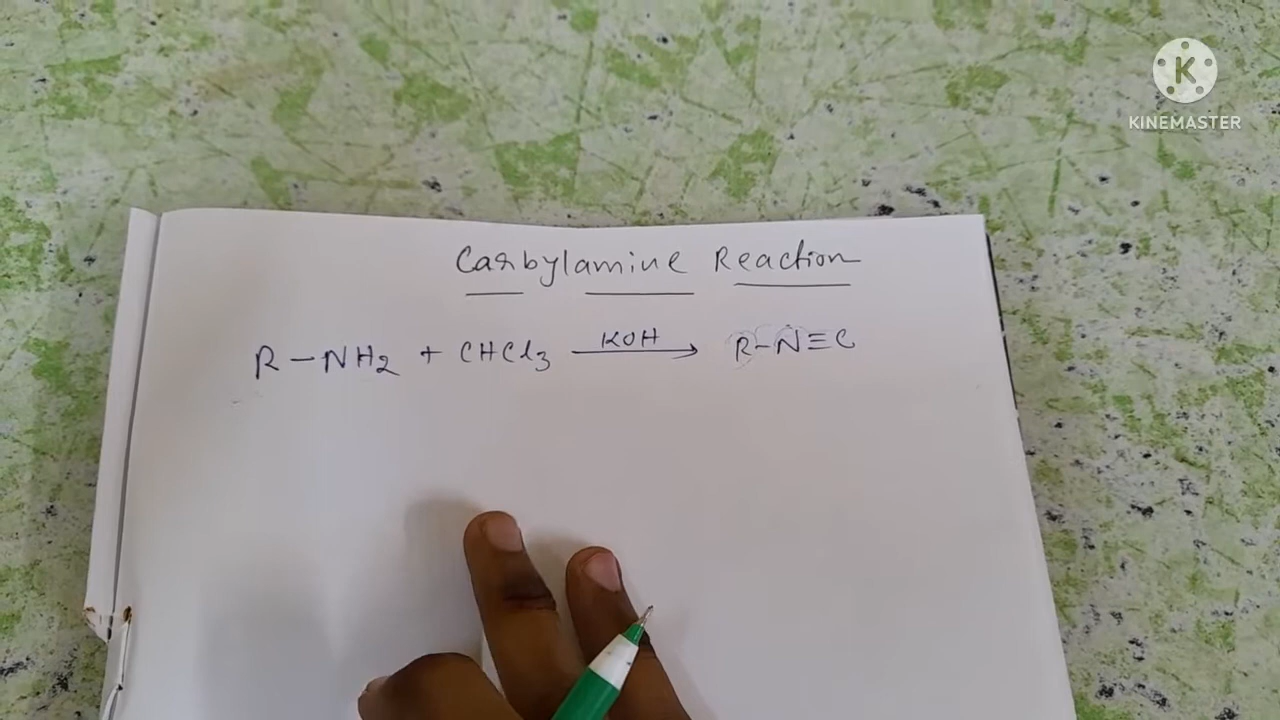 K
KINEMASTER
Carbylamine Reaction
R-NH2 + CHCl3 KOH→ R-N≡C